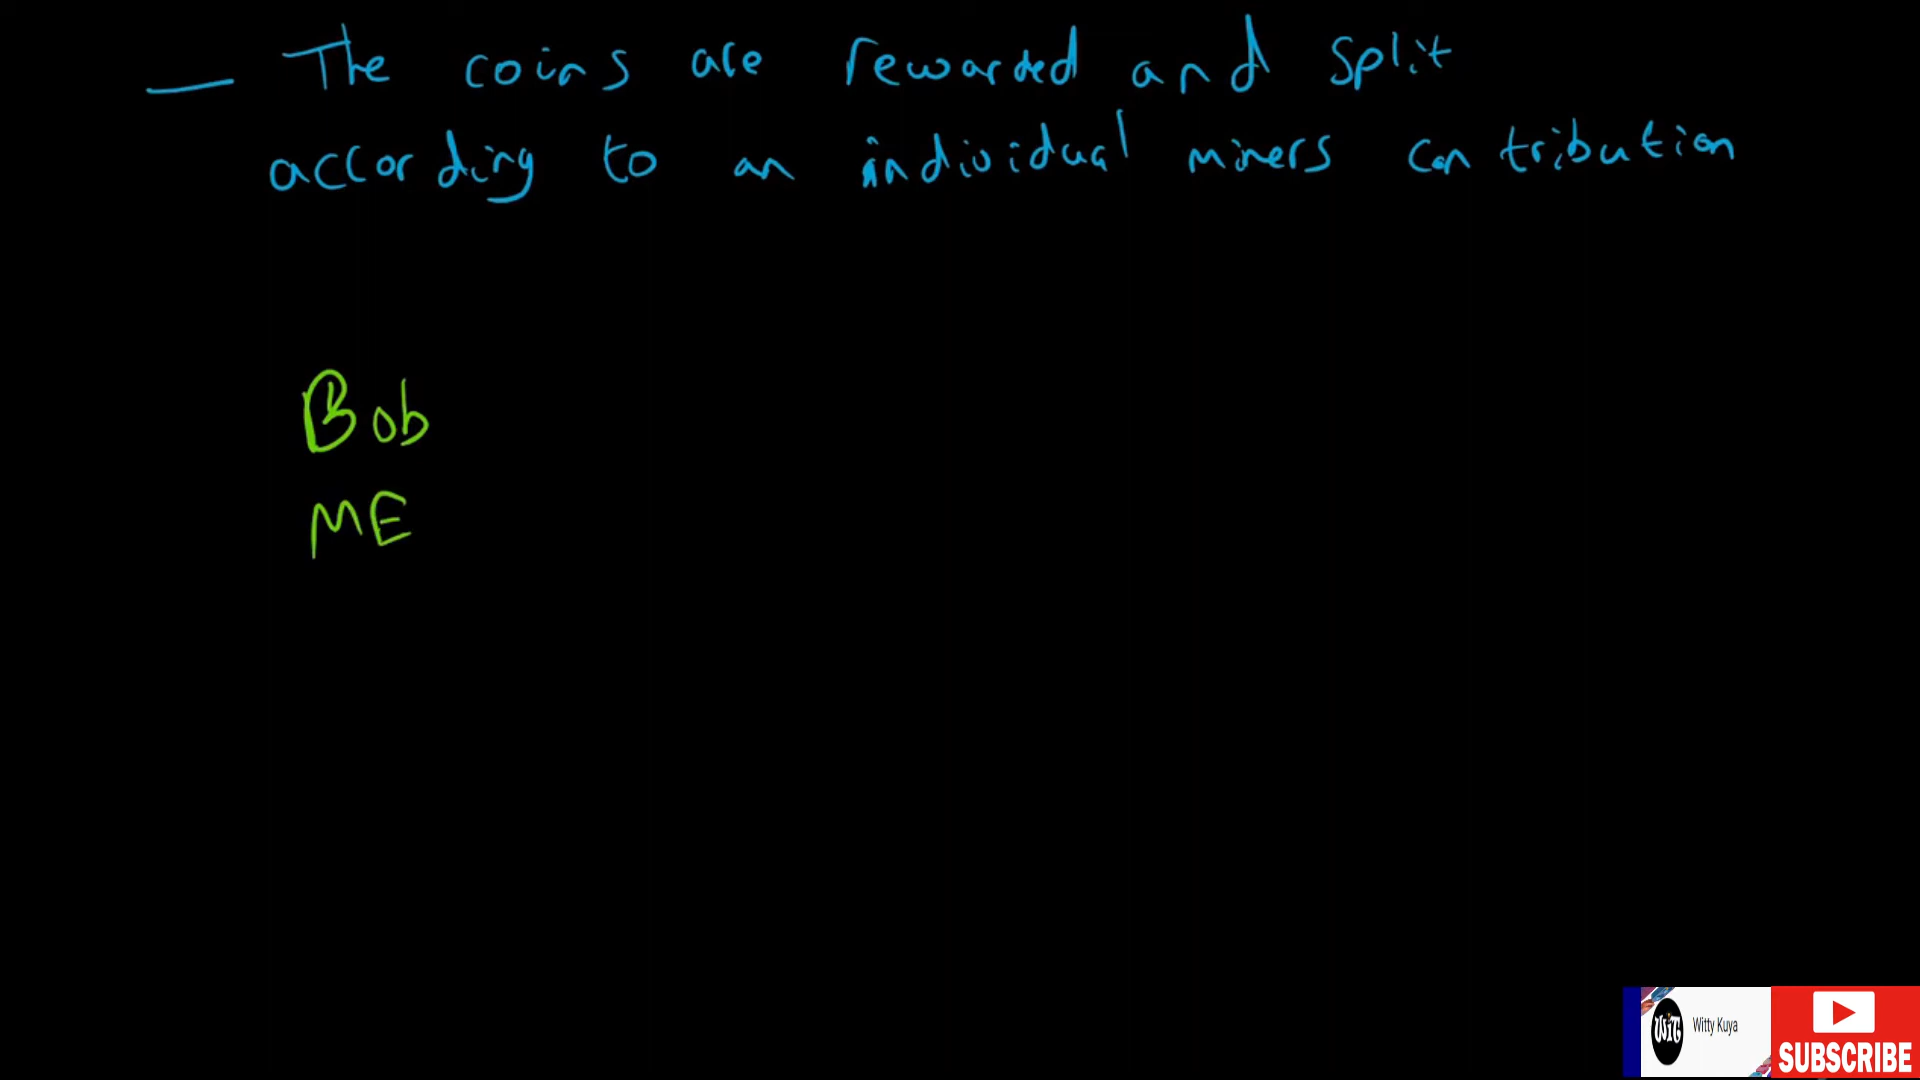 — The coins are rewarded and split
according to an individual miners contribution
Bob
ME
Witty Kuya
SUBSCRIBE